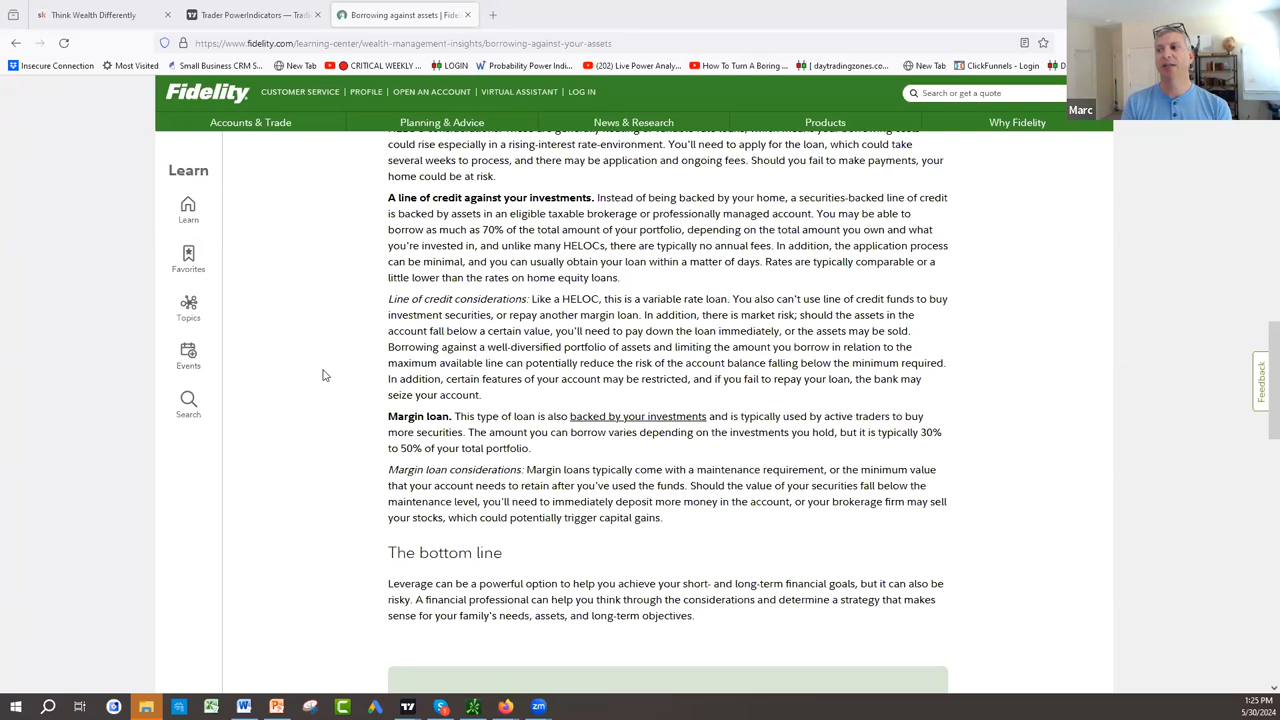 Think Wealth Differently
Trader PowerIndicators — Tradi
Borrowing against assets | Fidel
https://www.fidelity.com/learning-center/wealth-management-insights/borrowing-against-your-assets
Insecure Connection
Most Visited
Small Business CRM S...
New Tab
CRITICAL WEEKLY ...
LOGIN
Probability Power Indi...
(202) Live Power Analy...
How To Turn A Boring ...
[ daytradingzones.co...
New Tab
ClickFunnels - Login
Marc
Fidelity
CUSTOMER SERVICE
PROFILE
OPEN AN ACCOUNT
VIRTUAL ASSISTANT
LOG IN
Search or get a quote
Accounts & Trade
Planning & Advice
News & Research
Products
Why Fidelity
Learn
Learn
Favorites
Topics
Events
Search
could rise especially in a rising-interest rate-environment. You'll need to apply for the loan, which could take
several weeks to process, and there may be application and ongoing fees. Should you fail to make payments, your
home could be at risk.
A line of credit against your investments. Instead of being backed by your home, a securities-backed line of credit
is backed by assets in an eligible taxable brokerage or professionally managed account. You may be able to
borrow as much as 70% of the total amount of your portfolio, depending on the total amount you own and what
you're invested in, and unlike many HELOCs, there are typically no annual fees. In addition, the application process
can be minimal, and you can usually obtain your loan within a matter of days. Rates are typically comparable or a
little lower than the rates on home equity loans.
Line of credit considerations: Like a HELOC, this is a variable rate loan. You also can't use line of credit funds to buy
investment securities, or repay another margin loan. In addition, there is market risk; should the assets in the
account fall below a certain value, you'll need to pay down the loan immediately, or the assets may be sold.
Borrowing against a well-diversified portfolio of assets and limiting the amount you borrow in relation to the
maximum available line can potentially reduce the risk of the account balance falling below the minimum required.
In addition, certain features of your account may be restricted, and if you fail to repay your loan, the bank may
seize your account.
Margin loan. This type of loan is also backed by your investments and is typically used by active traders to buy
more securities. The amount you can borrow varies depending on the investments you hold, but it is typically 30%
to 50% of your total portfolio.
Margin loan considerations: Margin loans typically come with a maintenance requirement, or the minimum value
that your account needs to retain after you've used the funds. Should the value of your securities fall below the
maintenance level, you'll need to immediately deposit more money in the account, or your brokerage firm may sell
your stocks, which could potentially trigger capital gains.
The bottom line
Leverage can be a powerful option to help you achieve your short- and long-term financial goals, but it can also be
risky. A financial professional can help you think through the considerations and determine a strategy that makes
sense for your family's needs, assets, and long-term objectives.
Feedback
1:25 PM
5/30/2024